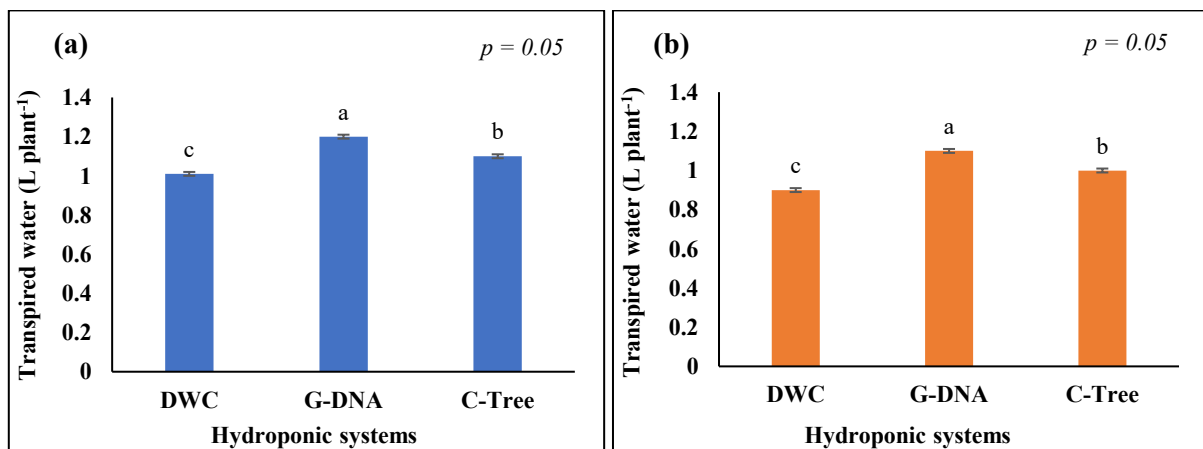 (a)
p = 0.05
Transpired water (L plant⁻¹)
1.4
1.2
1
0.8
0.6
0.4
0.2
0
c
a
b
DWC G-DNA C-Tree
Hydroponic systems
(b)
p = 0.05
Transpired water (L plant⁻¹)
1.4
1.2
1
0.8
0.6
0.4
0.2
0
c
a
b
DWC G-DNA C-Tree
Hydroponic systems